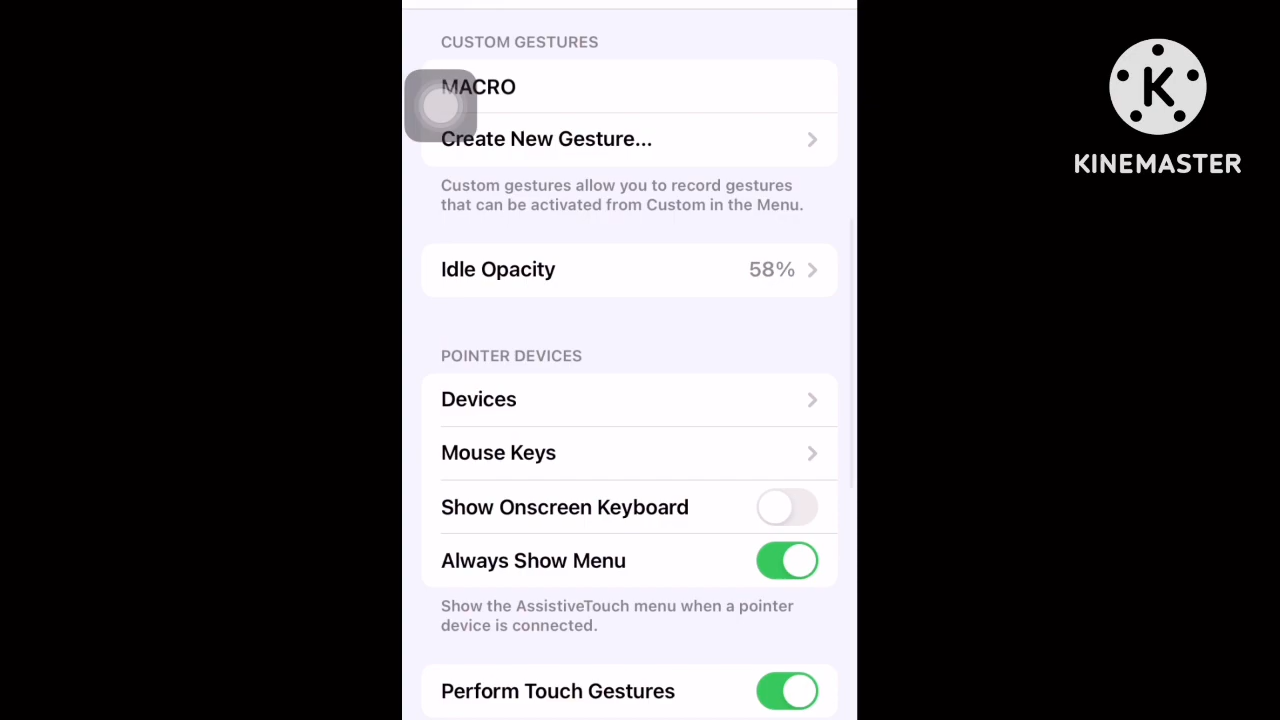 CUSTOM GESTURES
MACRO
Create New Gesture...
Custom gestures allow you to record gestures
that can be activated from Custom in the Menu.
Idle Opacity 58%
POINTER DEVICES
Devices
Mouse Keys
Show Onscreen Keyboard
Always Show Menu
Show the AssistiveTouch menu when a pointer
device is connected.
Perform Touch Gestures
K
KINEMASTER